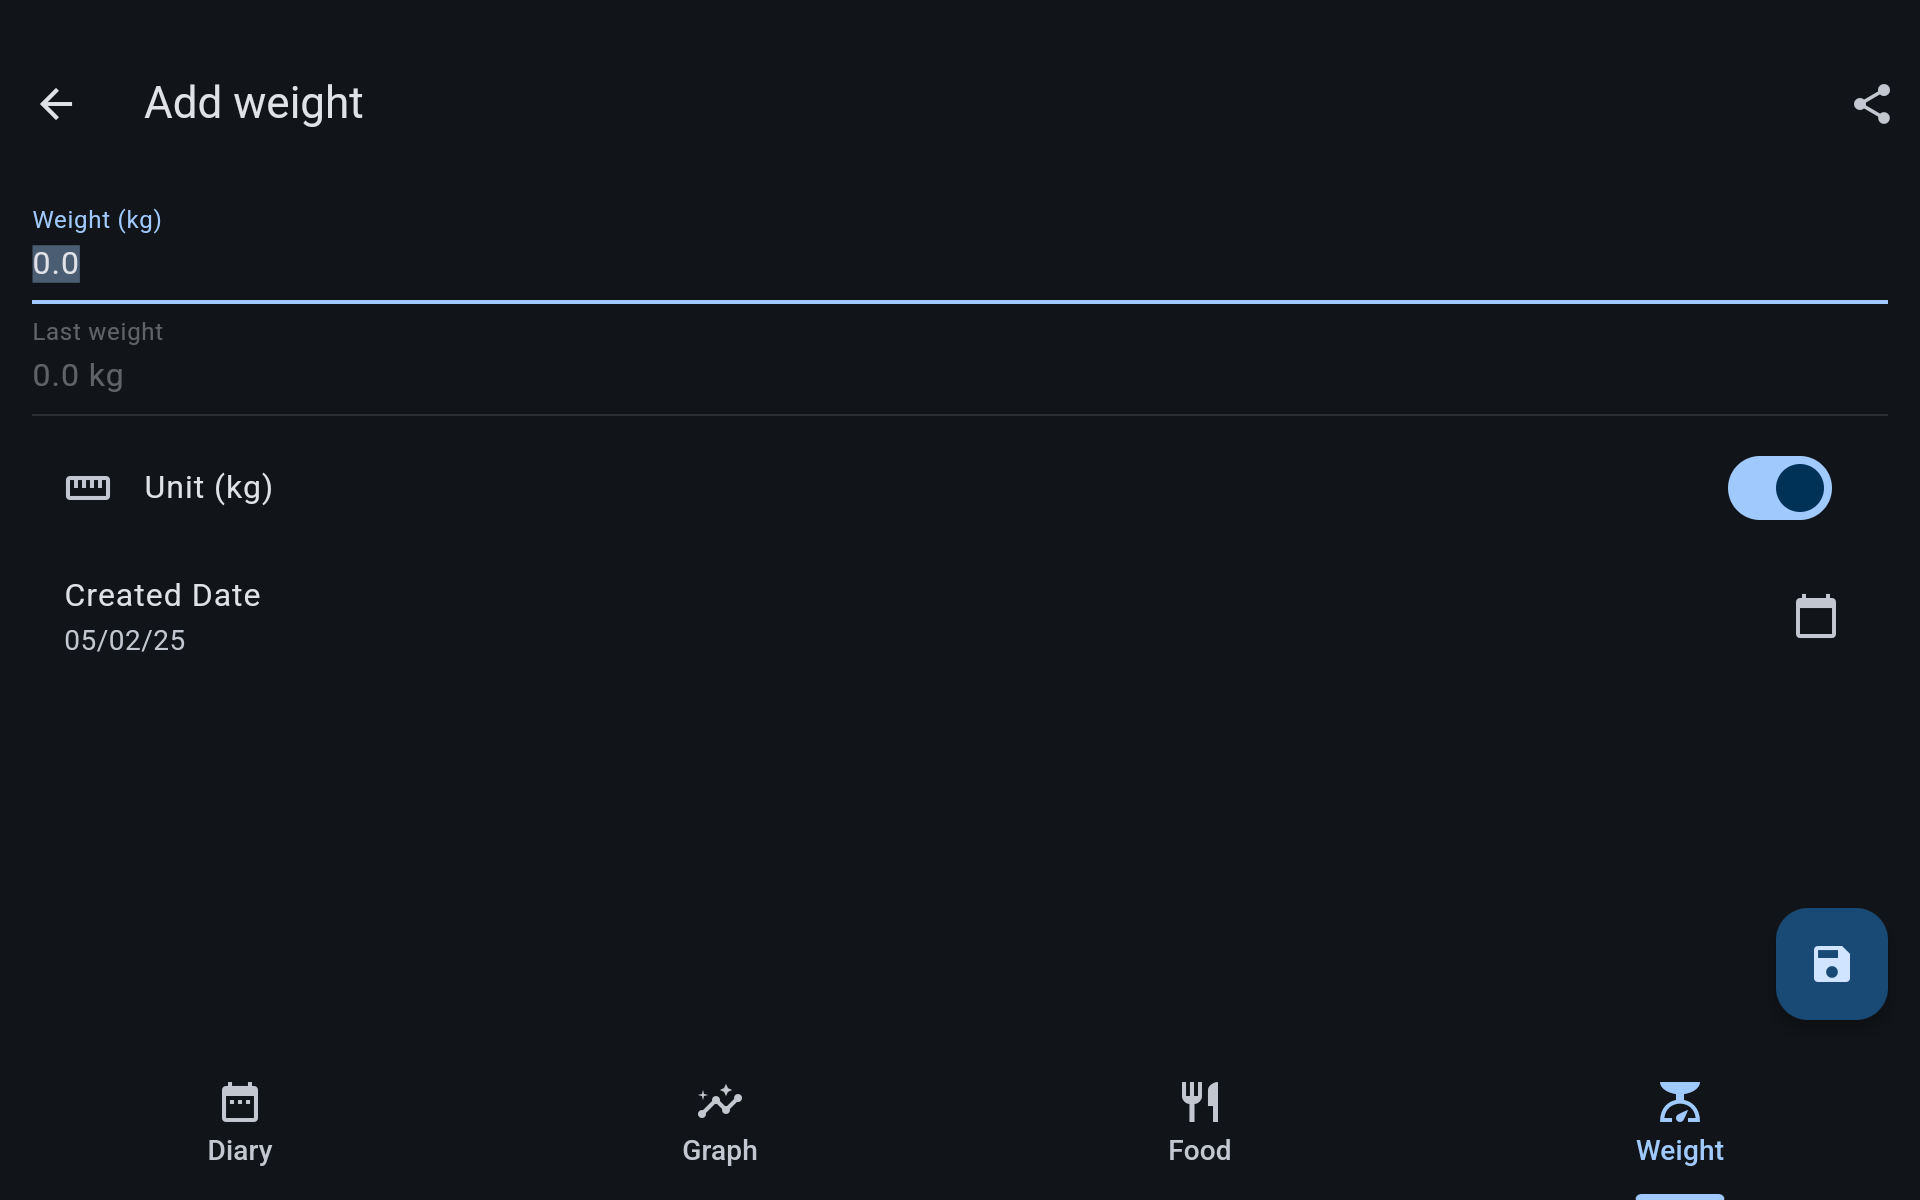 Add weight
Weight (kg)
0.0
Last weight
0.0 kg
Unit (kg)
Created Date
05/02/25
Diary
Graph
Food
Weight